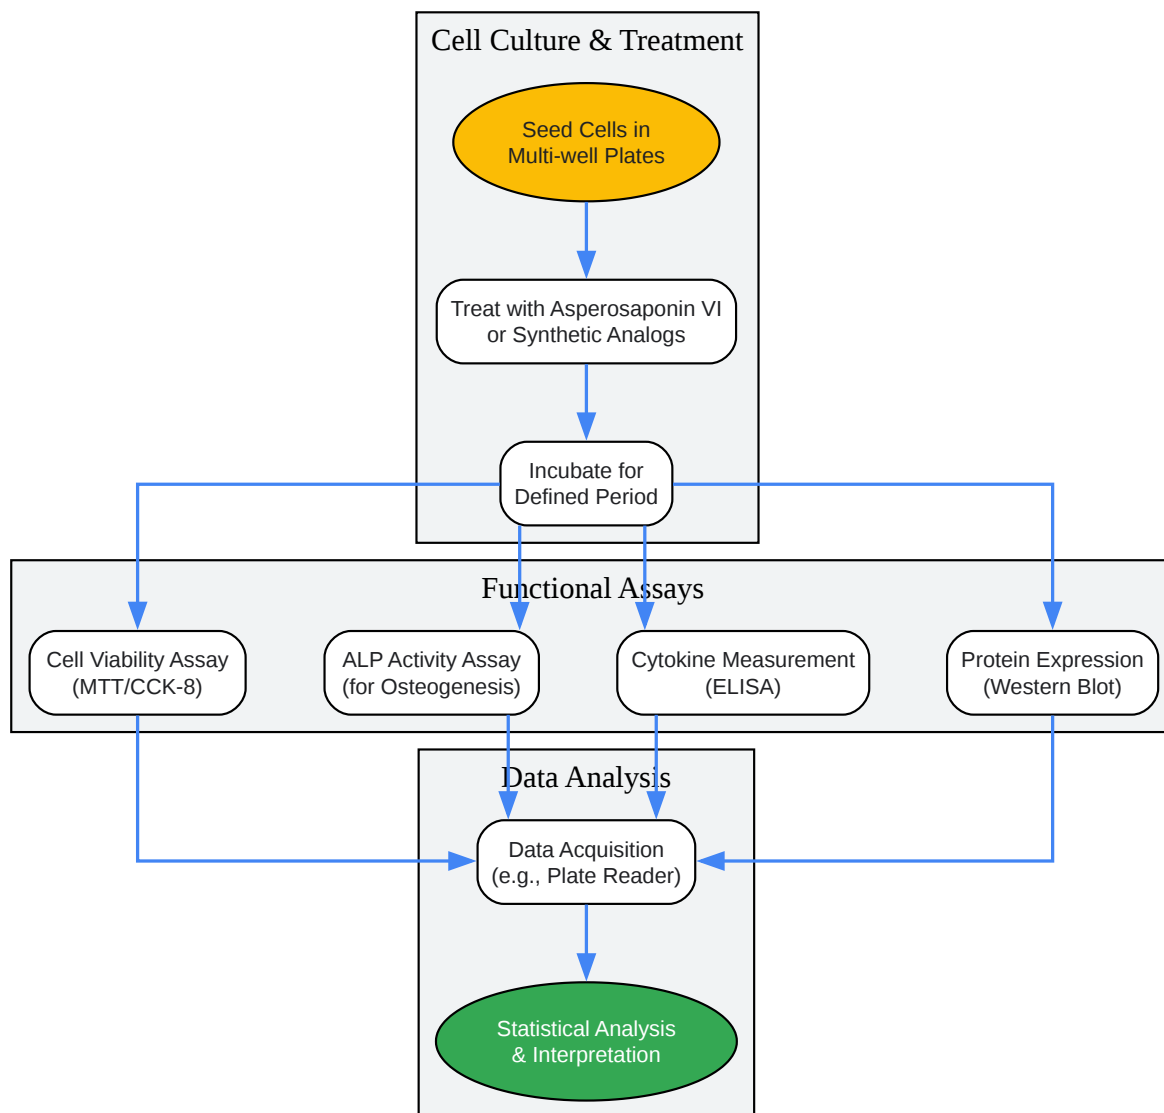 Cell Culture & Treatment
Seed Cells in
Multi-well Plates
Treat with Asperosaponin VI
or Synthetic Analogs
Incubate for
Defined Period
Functional Assays
Cell Viability Assay
(MTT/CCK-8)
ALP Activity Assay
(for Osteogenesis)
Cytokine Measurement
(ELISA)
Protein Expression
(Western Blot)
Data Analysis
Data Acquisition
(e.g., Plate Reader)
Statistical Analysis
& Interpretation